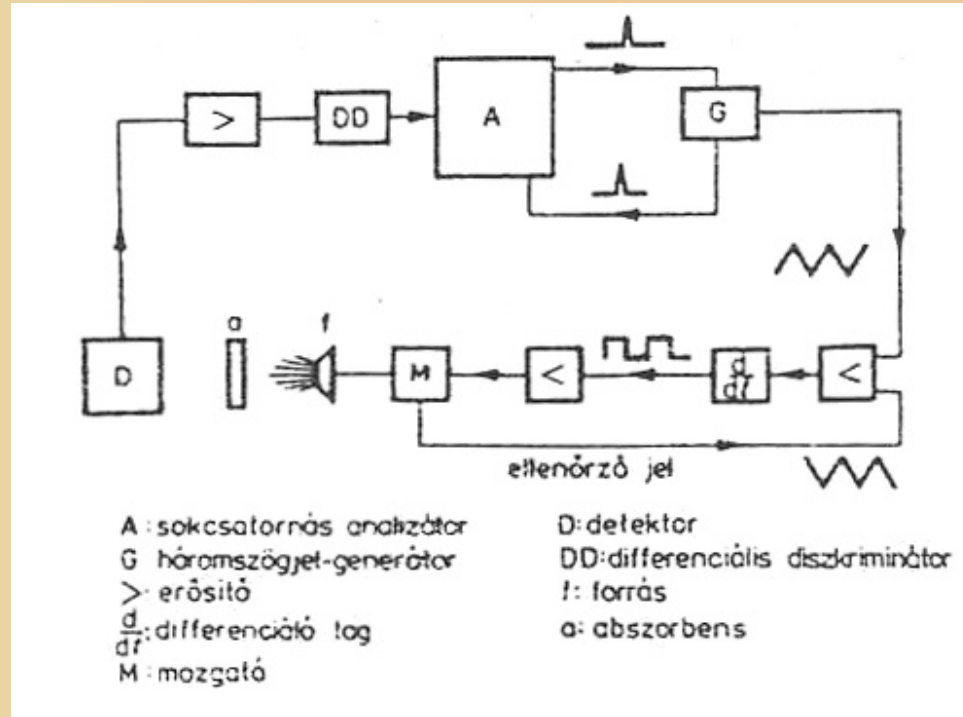 > DD A G
D a f M < d/dt <
ellenőrző jel
A: sokcsatornás analizátor
G háromszögjel-generátor
>: erősítő
d/dt: differenciáló tag
M: mozgató
D: detektor
DD: differenciális diszkriminátor
f: forrás
a: abszorbens